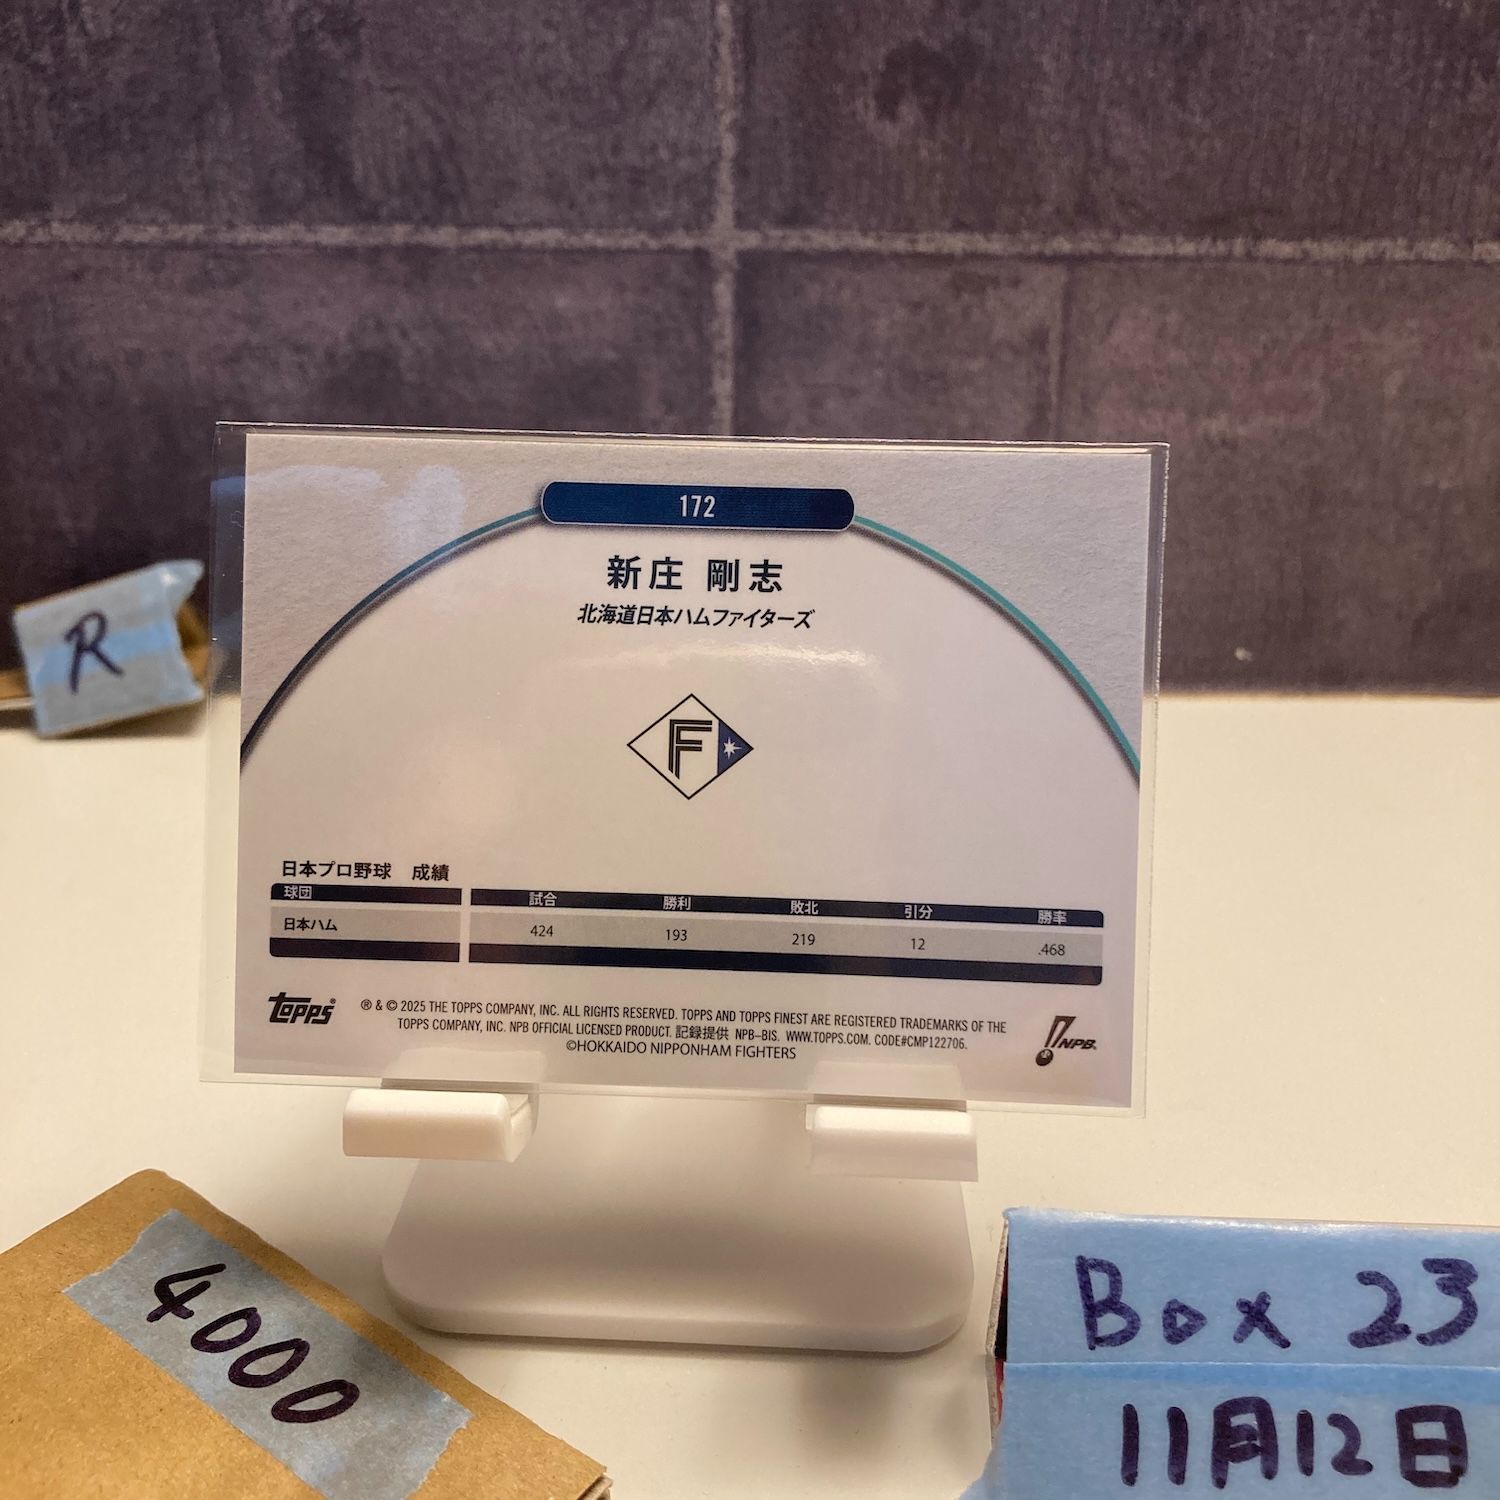 172
新庄 剛志
北海道日本ハムファイターズ
F
日本プロ野球 成績
球団 試合 勝利 敗北 引分 勝率
日本ハム 424 193 219 12 .468
TOPPS®
® & © 2025 THE TOPPS COMPANY, INC. ALL RIGHTS RESERVED. TOPPS AND TOPPS FINEST ARE REGISTERED TRADEMARKS OF THE
TOPPS COMPANY, INC. NPB OFFICIAL LICENSED PRODUCT. 記録提供 NPB-BIS. WWW.TOPPS.COM. CODE#CMP122706.
©HOKKAIDO NIPPONHAM FIGHTERS
NPB
R
4000
Box 23
11月12日